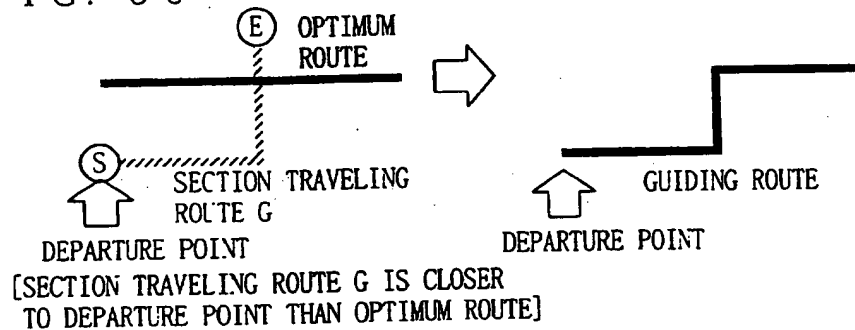 E OPTIMUM
ROUTE
S
SECTION TRAVELING
ROUTE G
GUIDING ROUTE
DEPARTURE POINT
DEPARTURE POINT
[SECTION TRAVELING ROUTE G IS CLOSER
TO DEPARTURE POINT THAN OPTIMUM ROUTE]